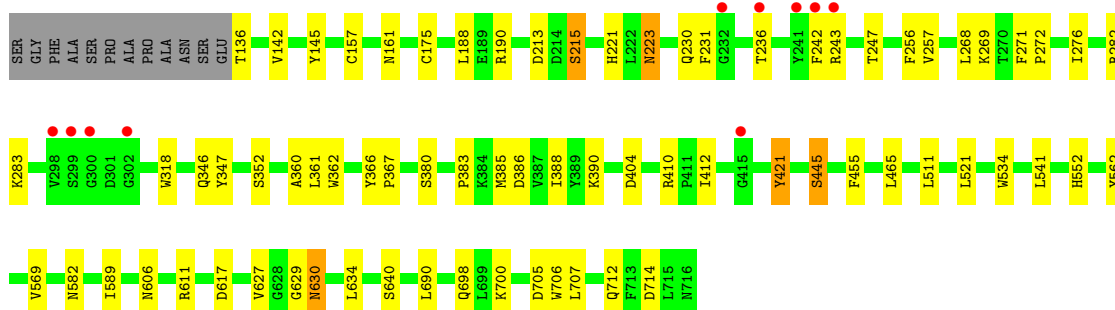 SER GLY PHE ALA SER PRO ALA PRO ALA ASN SER GLU T136 V142 Y145 C157 N161 C175 L188 E189 R190 D213 D214 S215 H221 L222 N223 Q230 F231 G232 T236 Y241 F242 R243 T247 F256 V257 L268 K269 T270 F271 P272 I276
K283 V298 S299 G300 D301 G302 W318 Q346 Y347 S352 A360 L361 W362 Y366 P367 S380 P383 K384 M385 D386 V387 I388 Y389 K390 D404 R410 P411 I412 G415 Y421 S445 F455 L465 L511 L521 W534 L541 H552
V569 N582 I589 N606 R611 D617 V627 G628 G629 N630 L634 S640 L690 Q698 L699 K700 D705 W706 L707 Q712 F713 D714 L715 N716